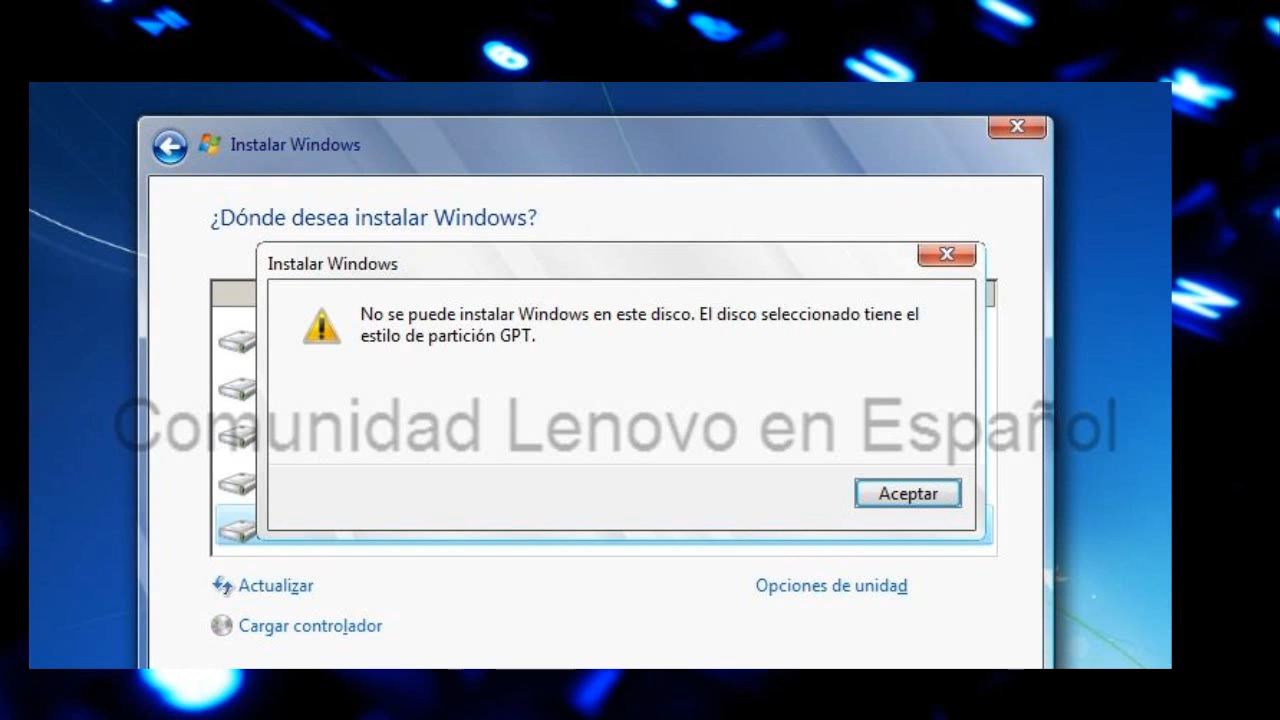 Instalar Windows
¿Dónde desea instalar Windows?
Instalar Windows
No se puede instalar Windows en este disco. El disco seleccionado tiene el
estilo de partición GPT.
Comunidad Lenovo en Español
Aceptar
Actualizar
Opciones de unidad
Cargar controlador